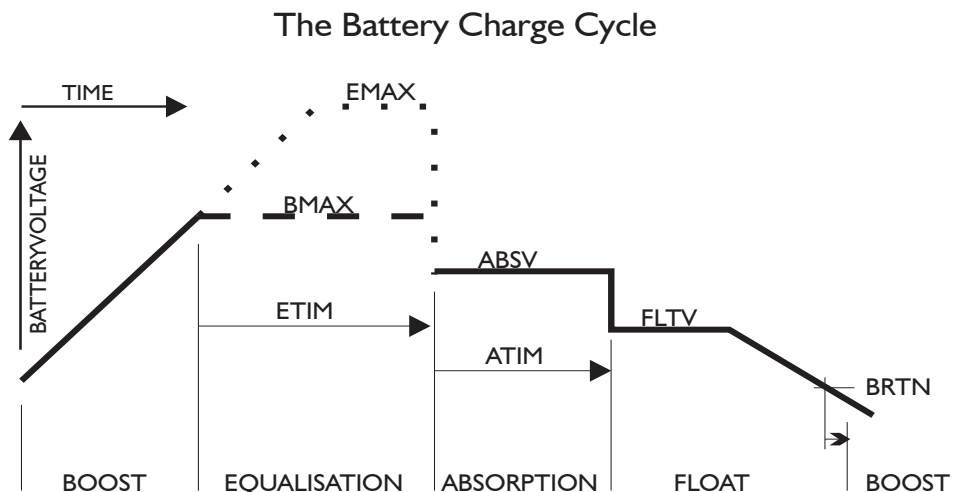 The Battery Charge Cycle
TIME
EMAX
BATTERYVOLTAGE
BMAX
ABSV
ETIM
FLTV
ATIM
BRTN
BOOST
EQUALISATION
ABSORPTION
FLOAT
BOOST